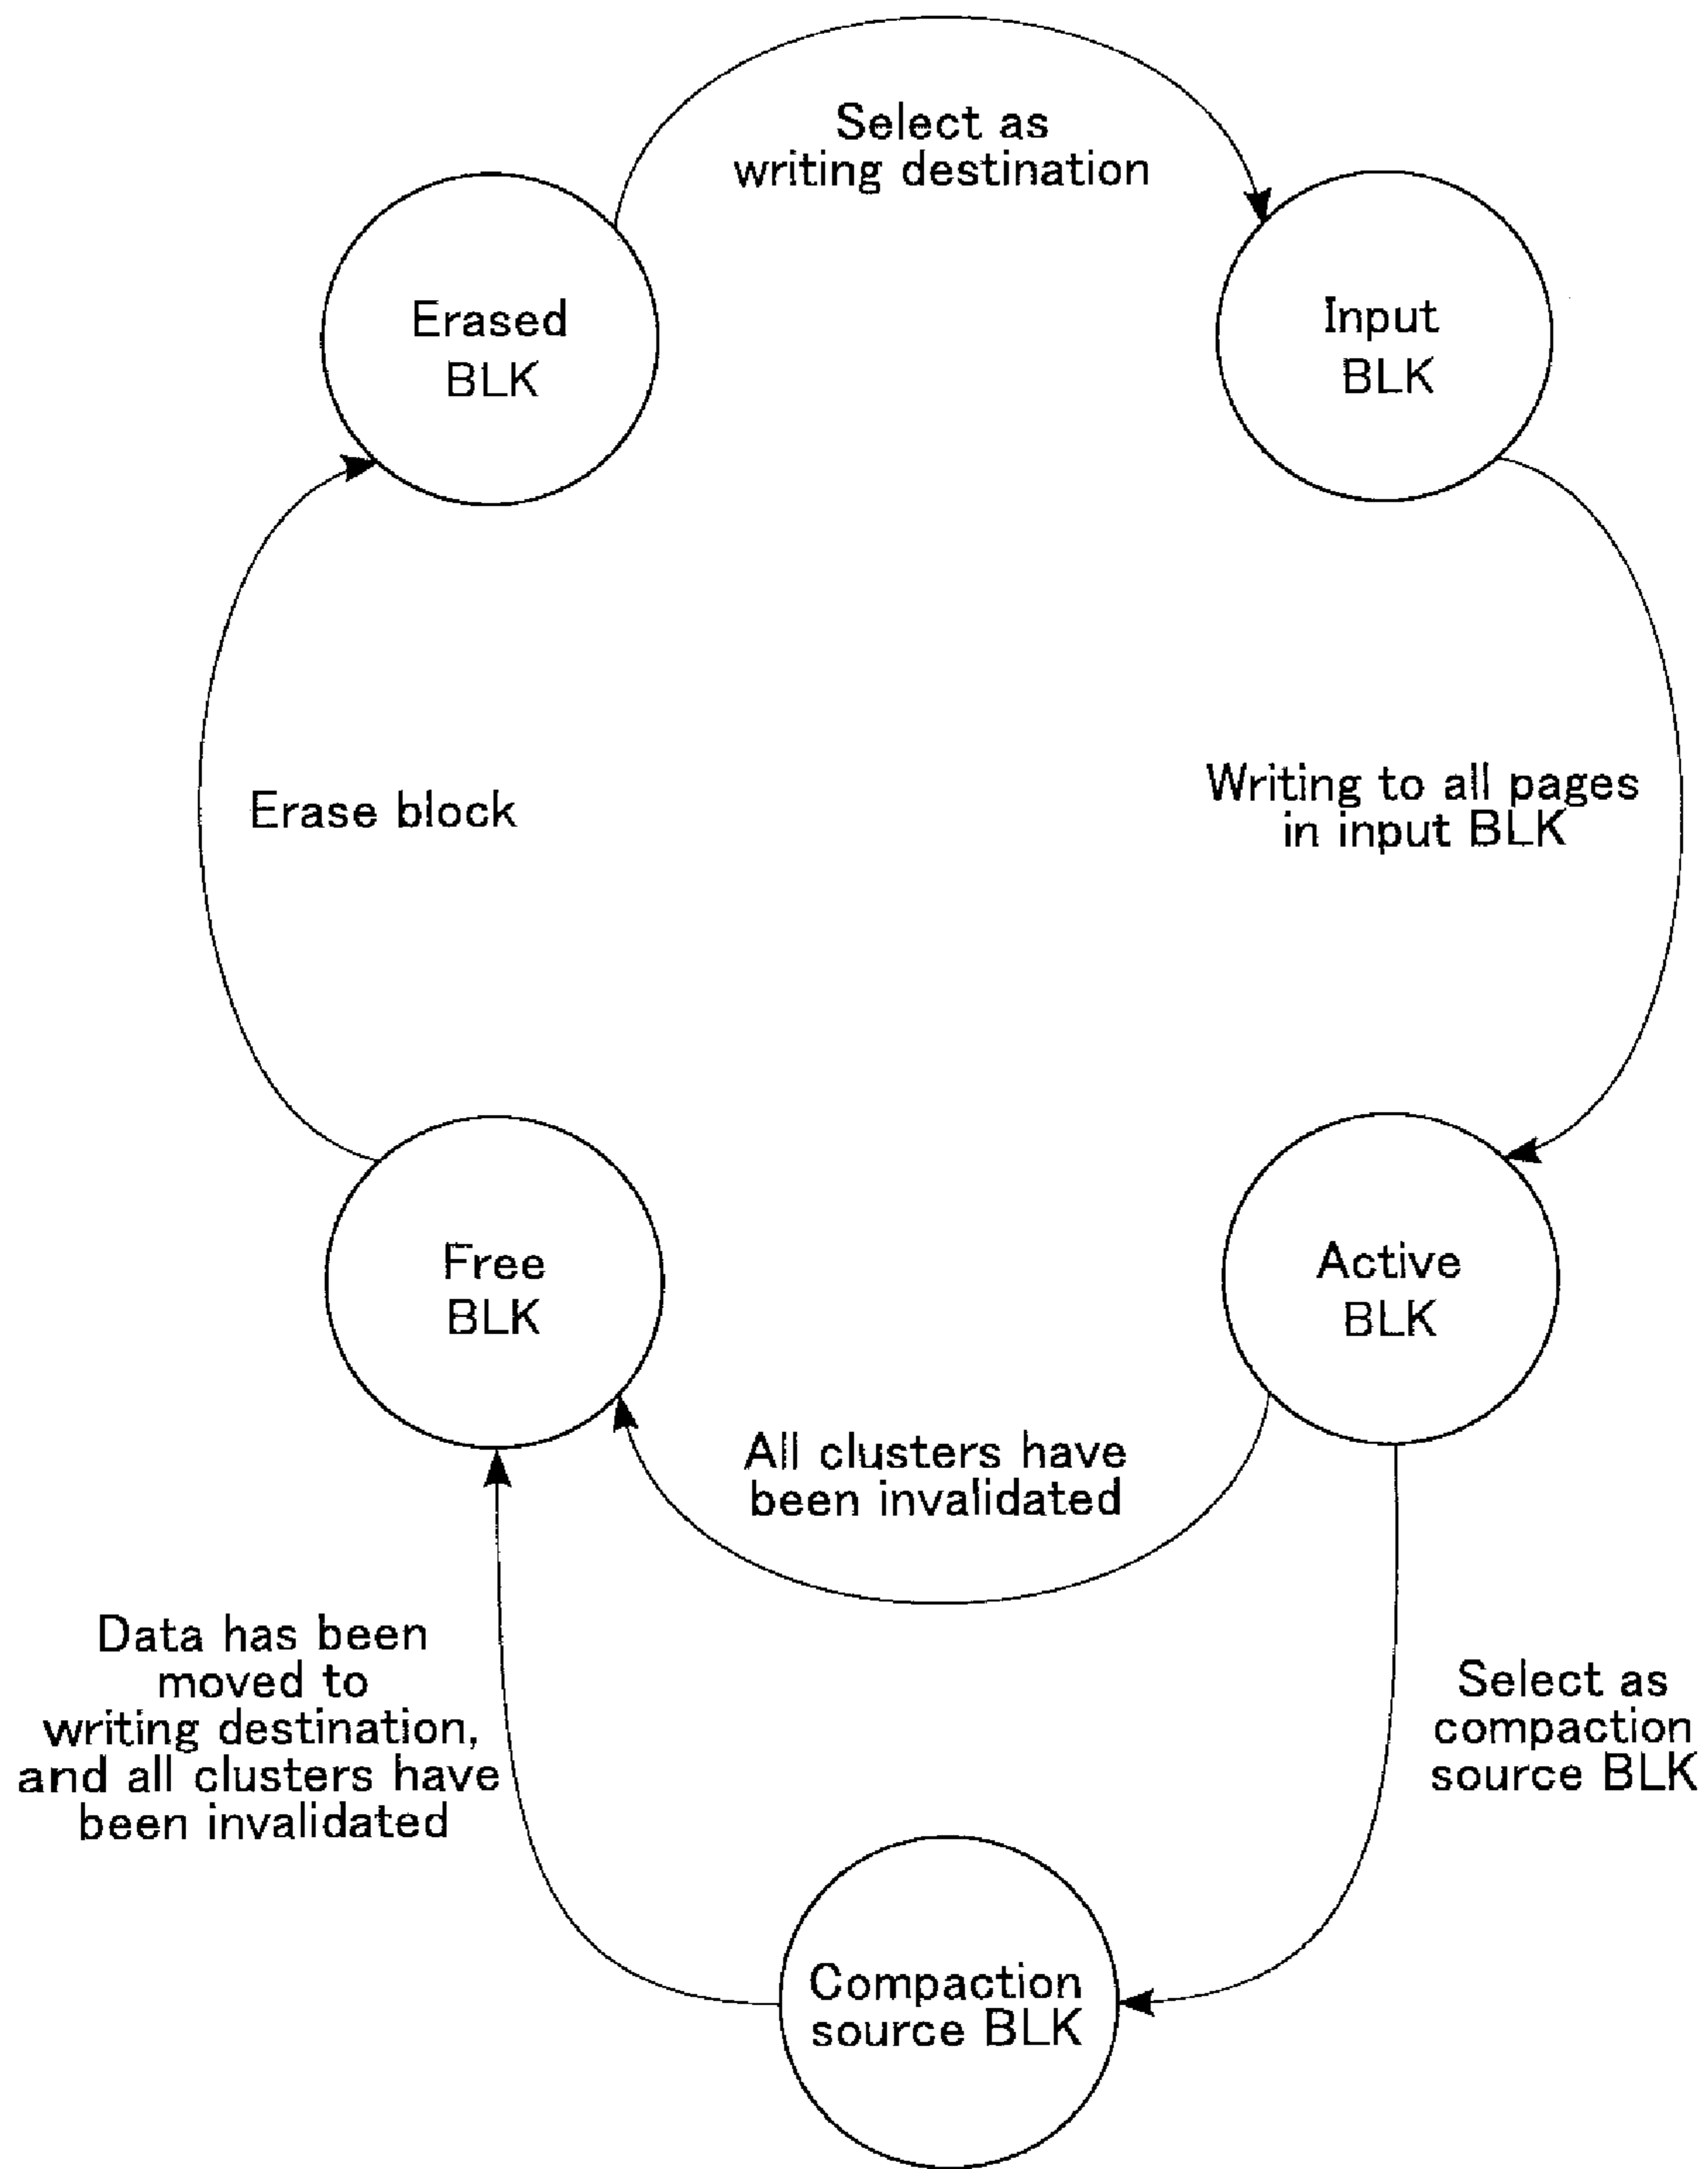 Select as
writing destination
Erased
BLK
Input
BLK
Erase block
Writing to all pages
in input BLK
Free
BLK
Active
BLK
All clusters have
been invalidated
Data has been
moved to
writing destination,
and all clusters have
been invalidated
Select as
compaction
source BLK
Compaction
source BLK